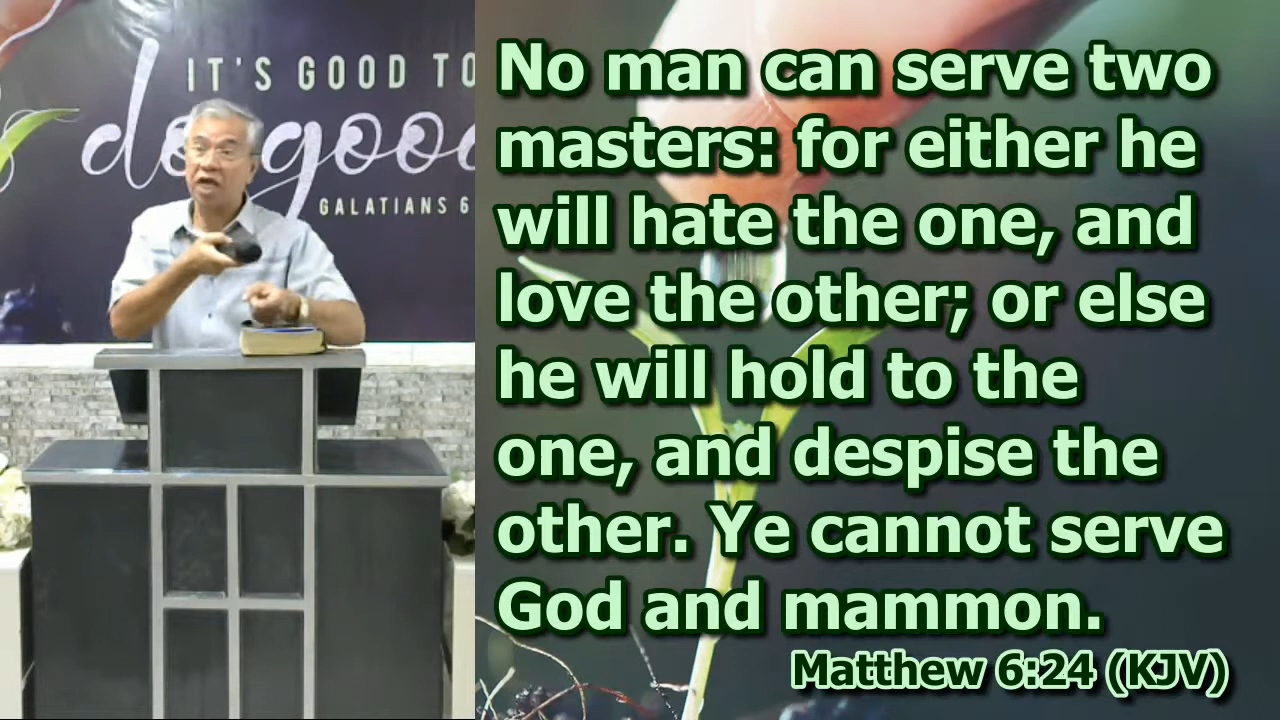 IT'S GOOD TO
do good
GALATIANS 6
No man can serve two
masters: for either he
will hate the one, and
love the other; or else
he will hold to the
one, and despise the
other. Ye cannot serve
God and mammon.
Matthew 6:24 (KJV)